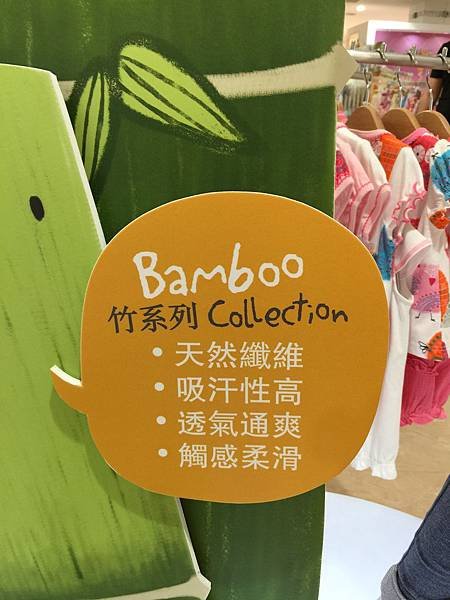 Bamboo
竹系列 Collection
• 天然纖維
• 吸汗性高
• 透氣通爽
• 觸感柔滑